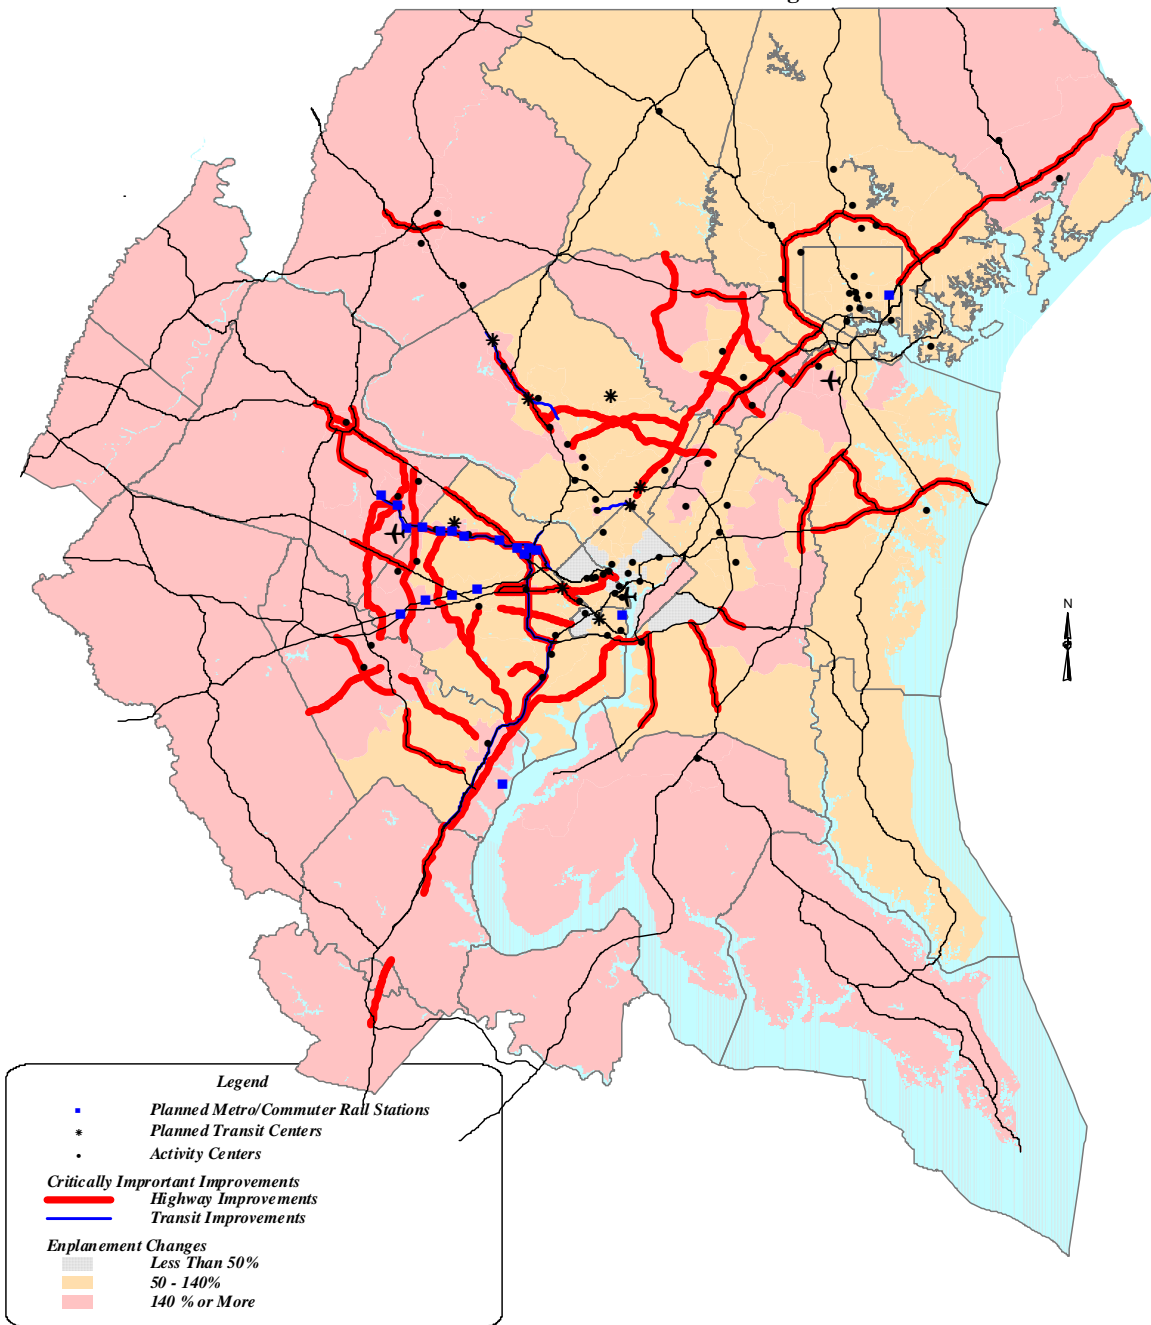 N
Legend
Planned Metro/Commuter Rail Stations
Planned Transit Centers
Activity Centers
Critically Imprortant Improvements
Highway Improvements
Transit Improvements
Enplanement Changes
Less Than 50%
50 - 140%
140 % or More